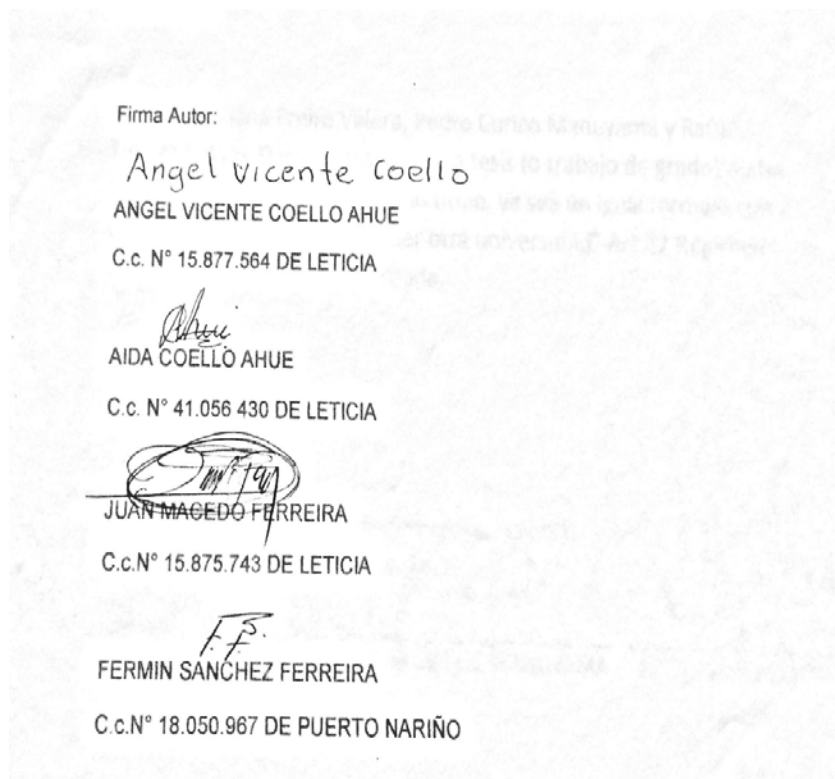 Firma Autor:
Angel vicente Coello
ANGEL VICENTE COELLO AHUE
C.c. N° 15.877.564 DE LETICIA
AIDA COELLO AHUE
C.c. N° 41.056 430 DE LETICIA
JUAN MACEDO FERREIRA
C.c.N° 15.875.743 DE LETICIA
F.S.F.
FERMIN SANCHEZ FERREIRA
C.c.N° 18.050.967 DE PUERTO NARIÑO